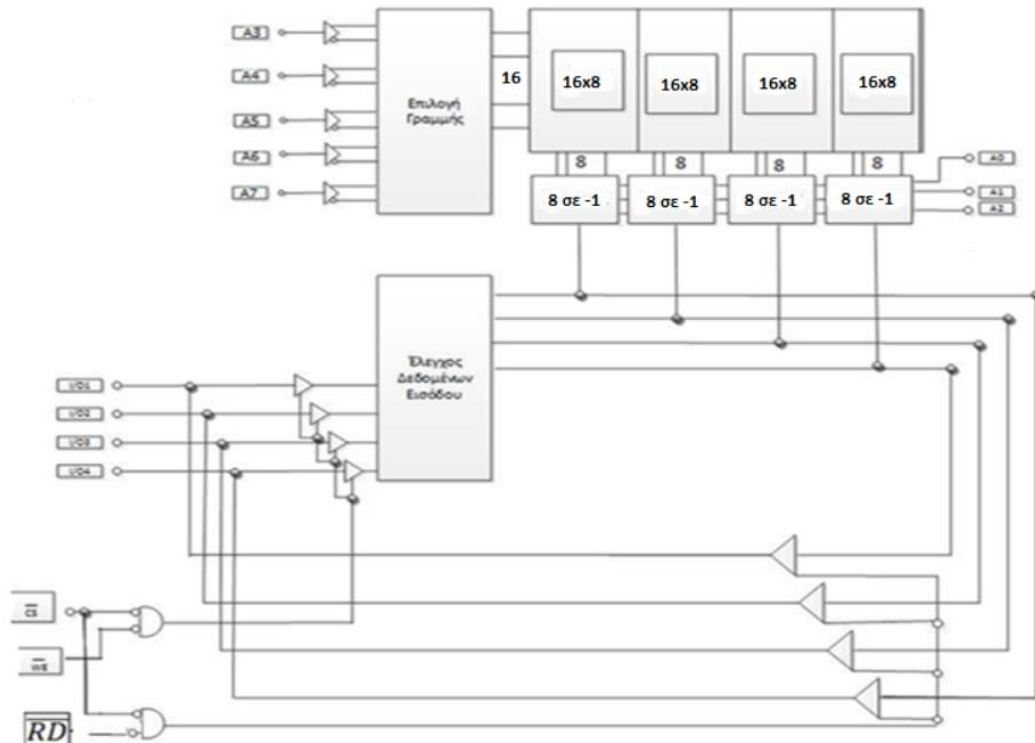 A3
A4
A5
A6
A7
Επιλογή
Γραμμής
16
16x8
16x8
16x8
16x8
8
8
8
8
8 σε -1
8 σε -1
8 σε -1
8 σε -1
A0
A1
A2
Έλεγχος
Δεδομένων
Εισόδου
I/O1
I/O2
I/O3
I/O4
CS
WE
RD